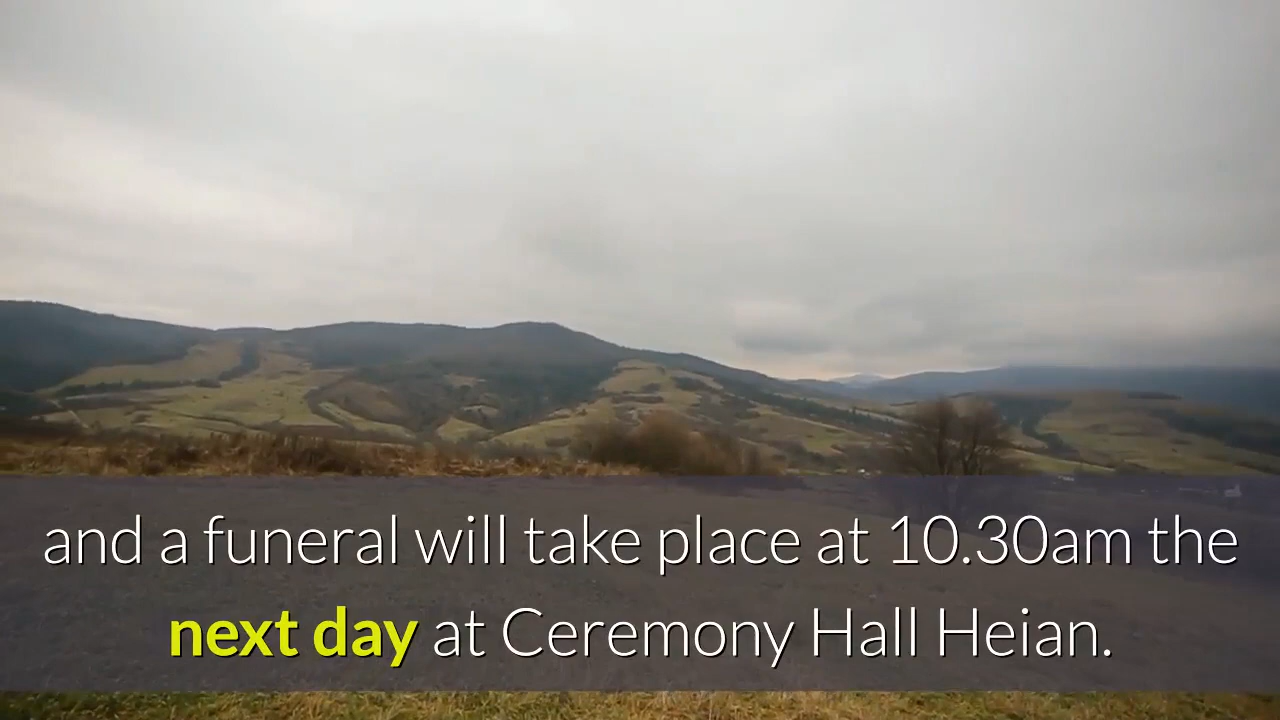 and a funeral will take place at 10.30am the
next day at Ceremony Hall Heian.